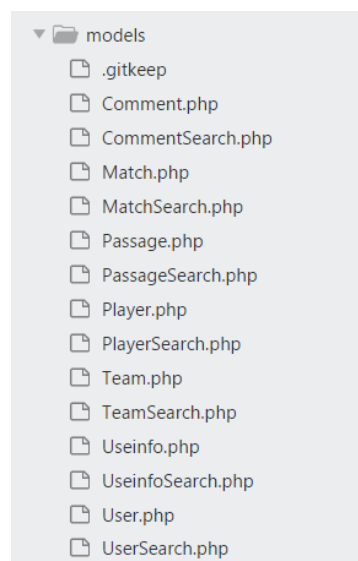 models
.gitkeep
Comment.php
CommentSearch.php
Match.php
MatchSearch.php
Passage.php
PassageSearch.php
Player.php
PlayerSearch.php
Team.php
TeamSearch.php
Useinfo.php
UseinfoSearch.php
User.php
UserSearch.php